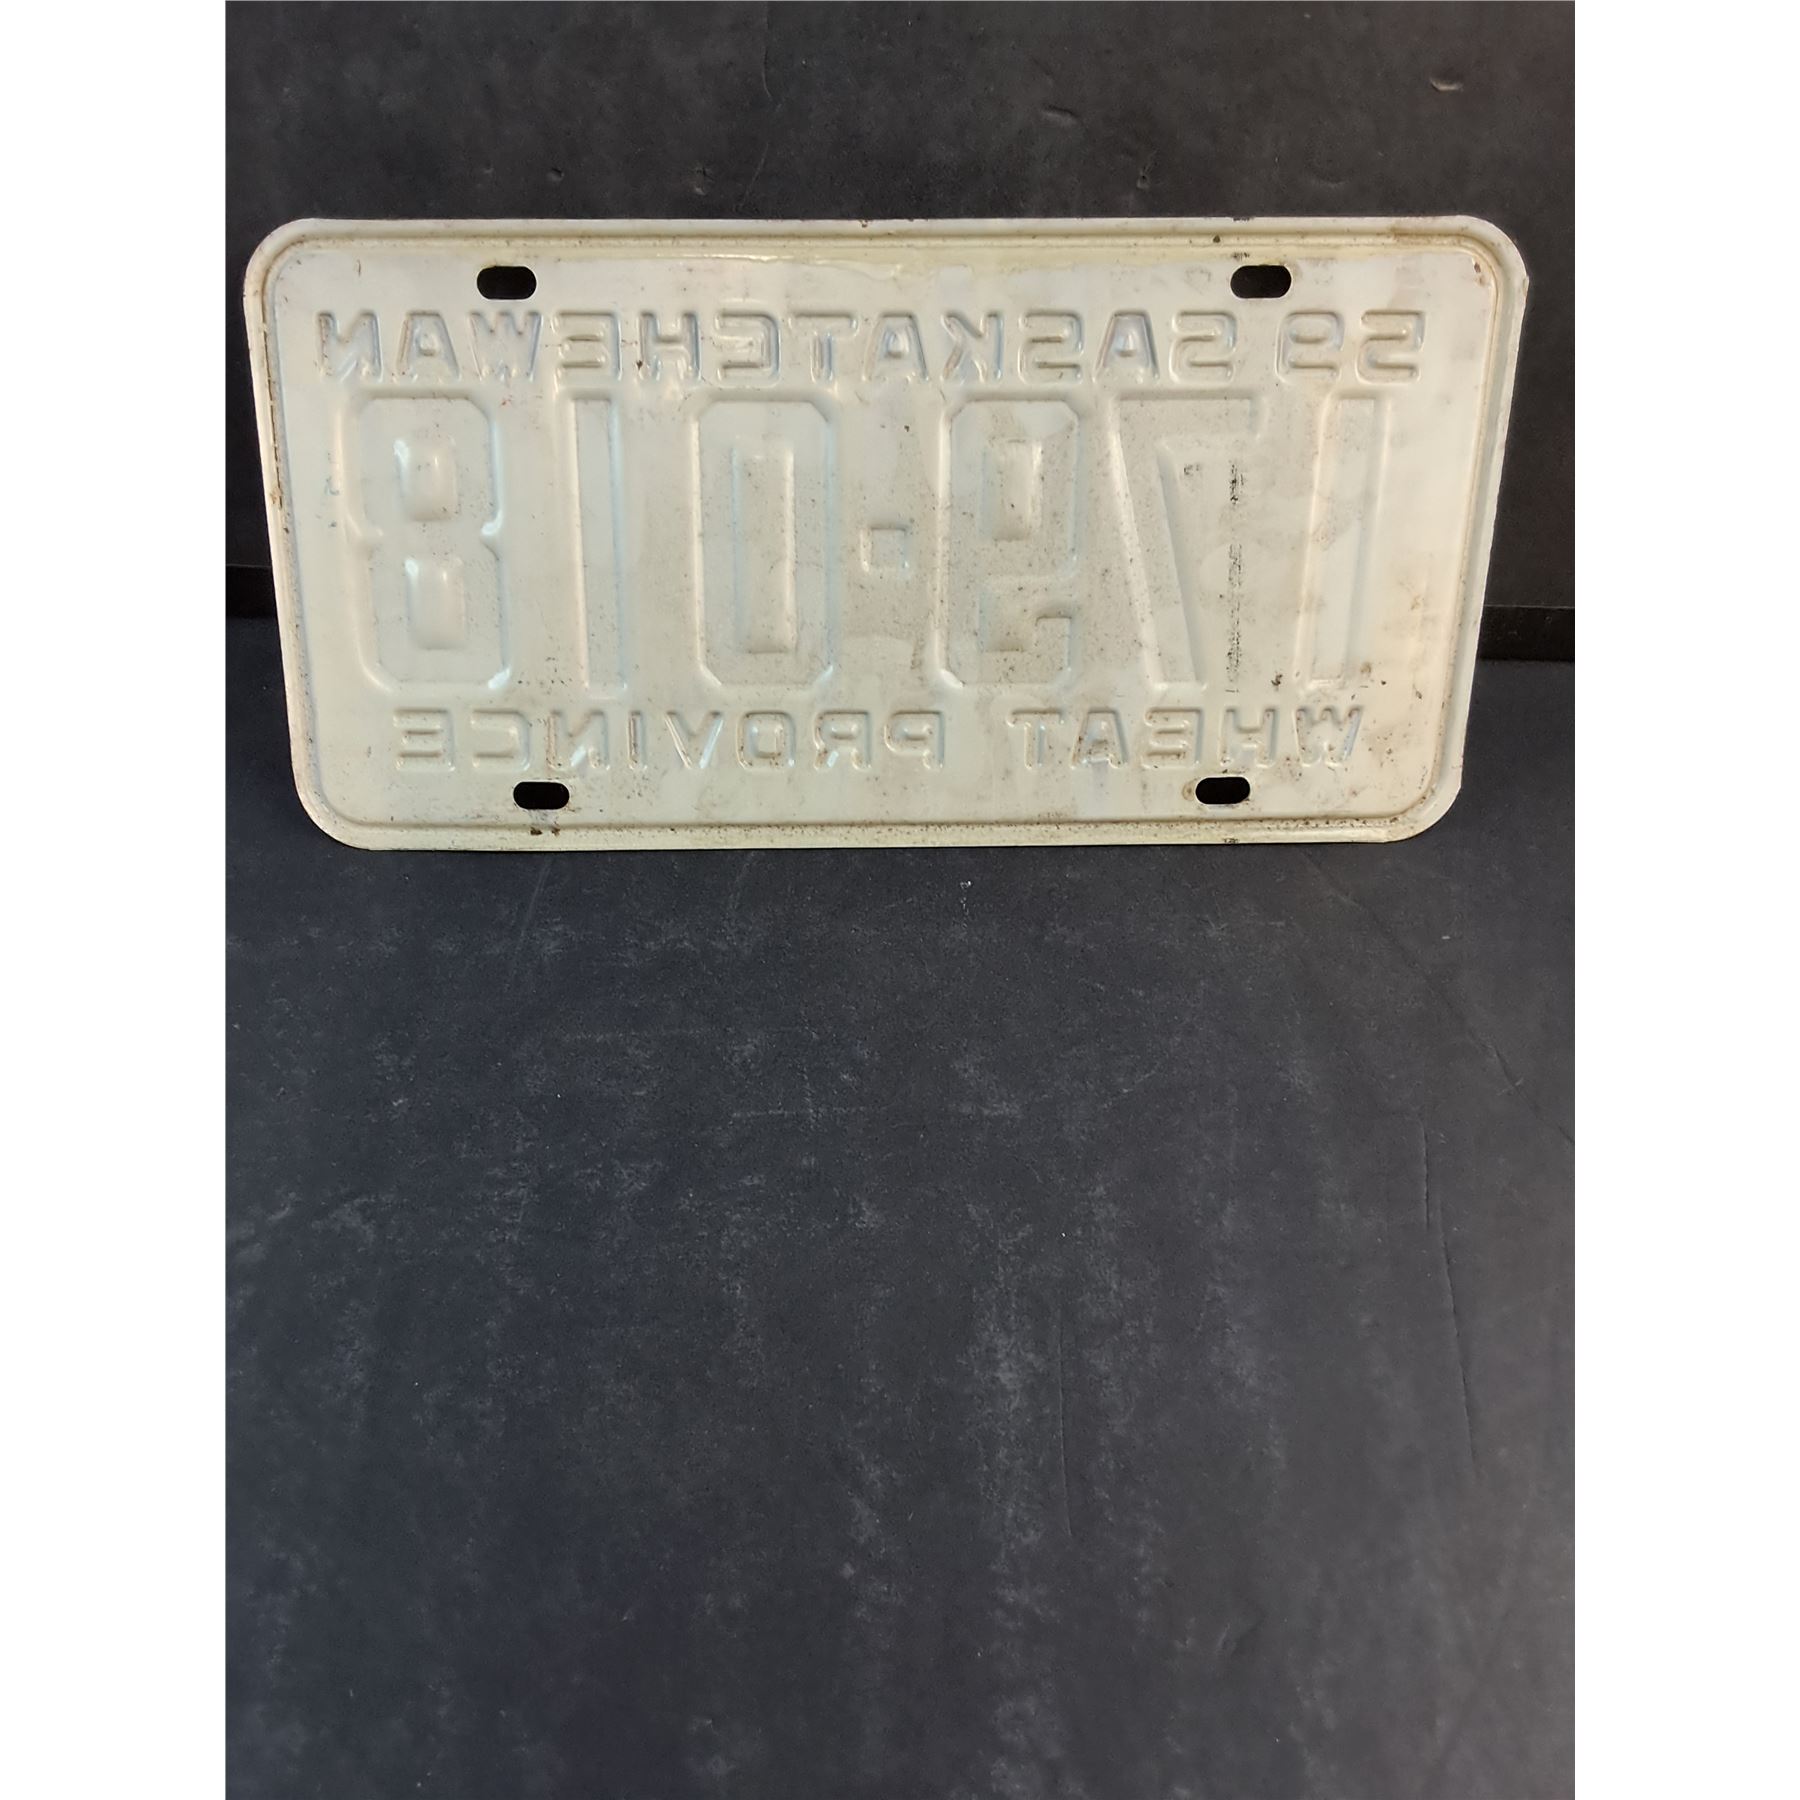 59 SASKATCHEWAN
179-018
WHEAT PROVINCE